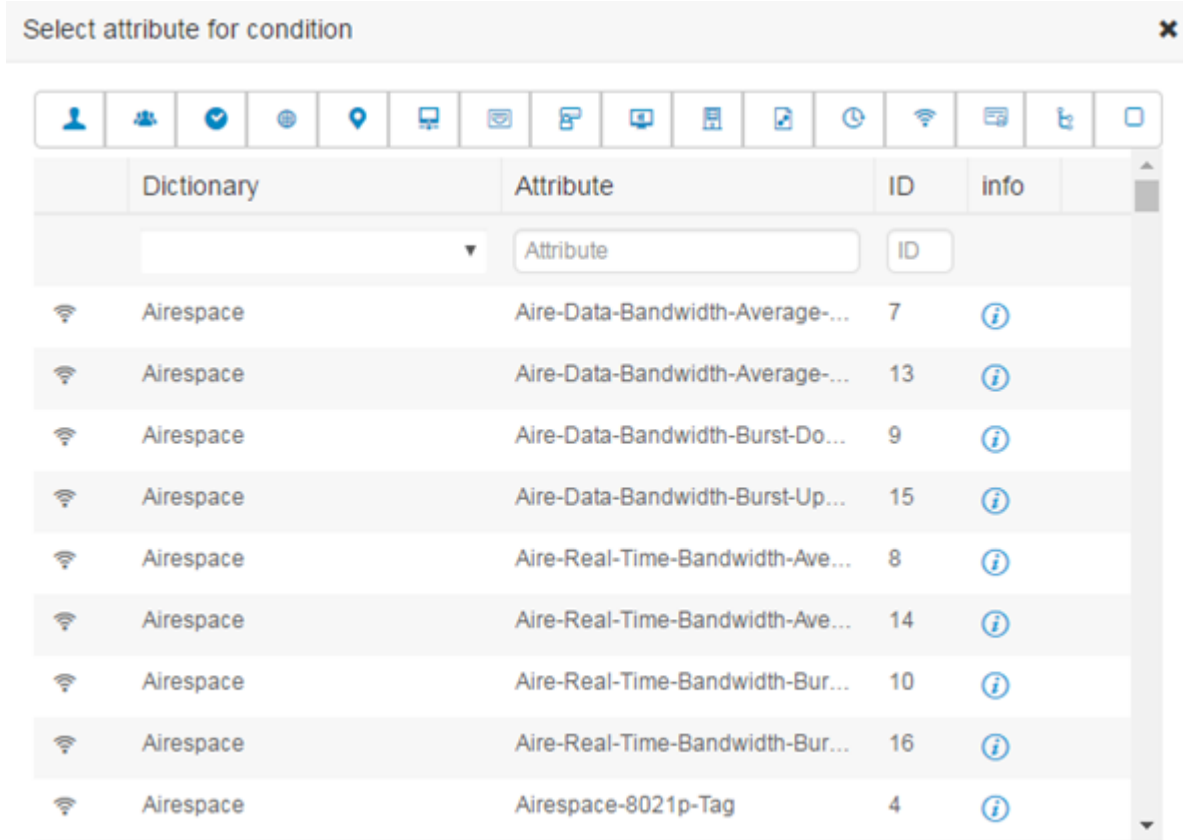 Select attribute for condition
Dictionary Attribute ID info
Attribute ID
Airespace Aire-Data-Bandwidth-Average-... 7
Airespace Aire-Data-Bandwidth-Average-... 13
Airespace Aire-Data-Bandwidth-Burst-Do... 9
Airespace Aire-Data-Bandwidth-Burst-Up... 15
Airespace Aire-Real-Time-Bandwidth-Ave... 8
Airespace Aire-Real-Time-Bandwidth-Ave... 14
Airespace Aire-Real-Time-Bandwidth-Bur... 10
Airespace Aire-Real-Time-Bandwidth-Bur... 16
Airespace Airespace-8021p-Tag 4